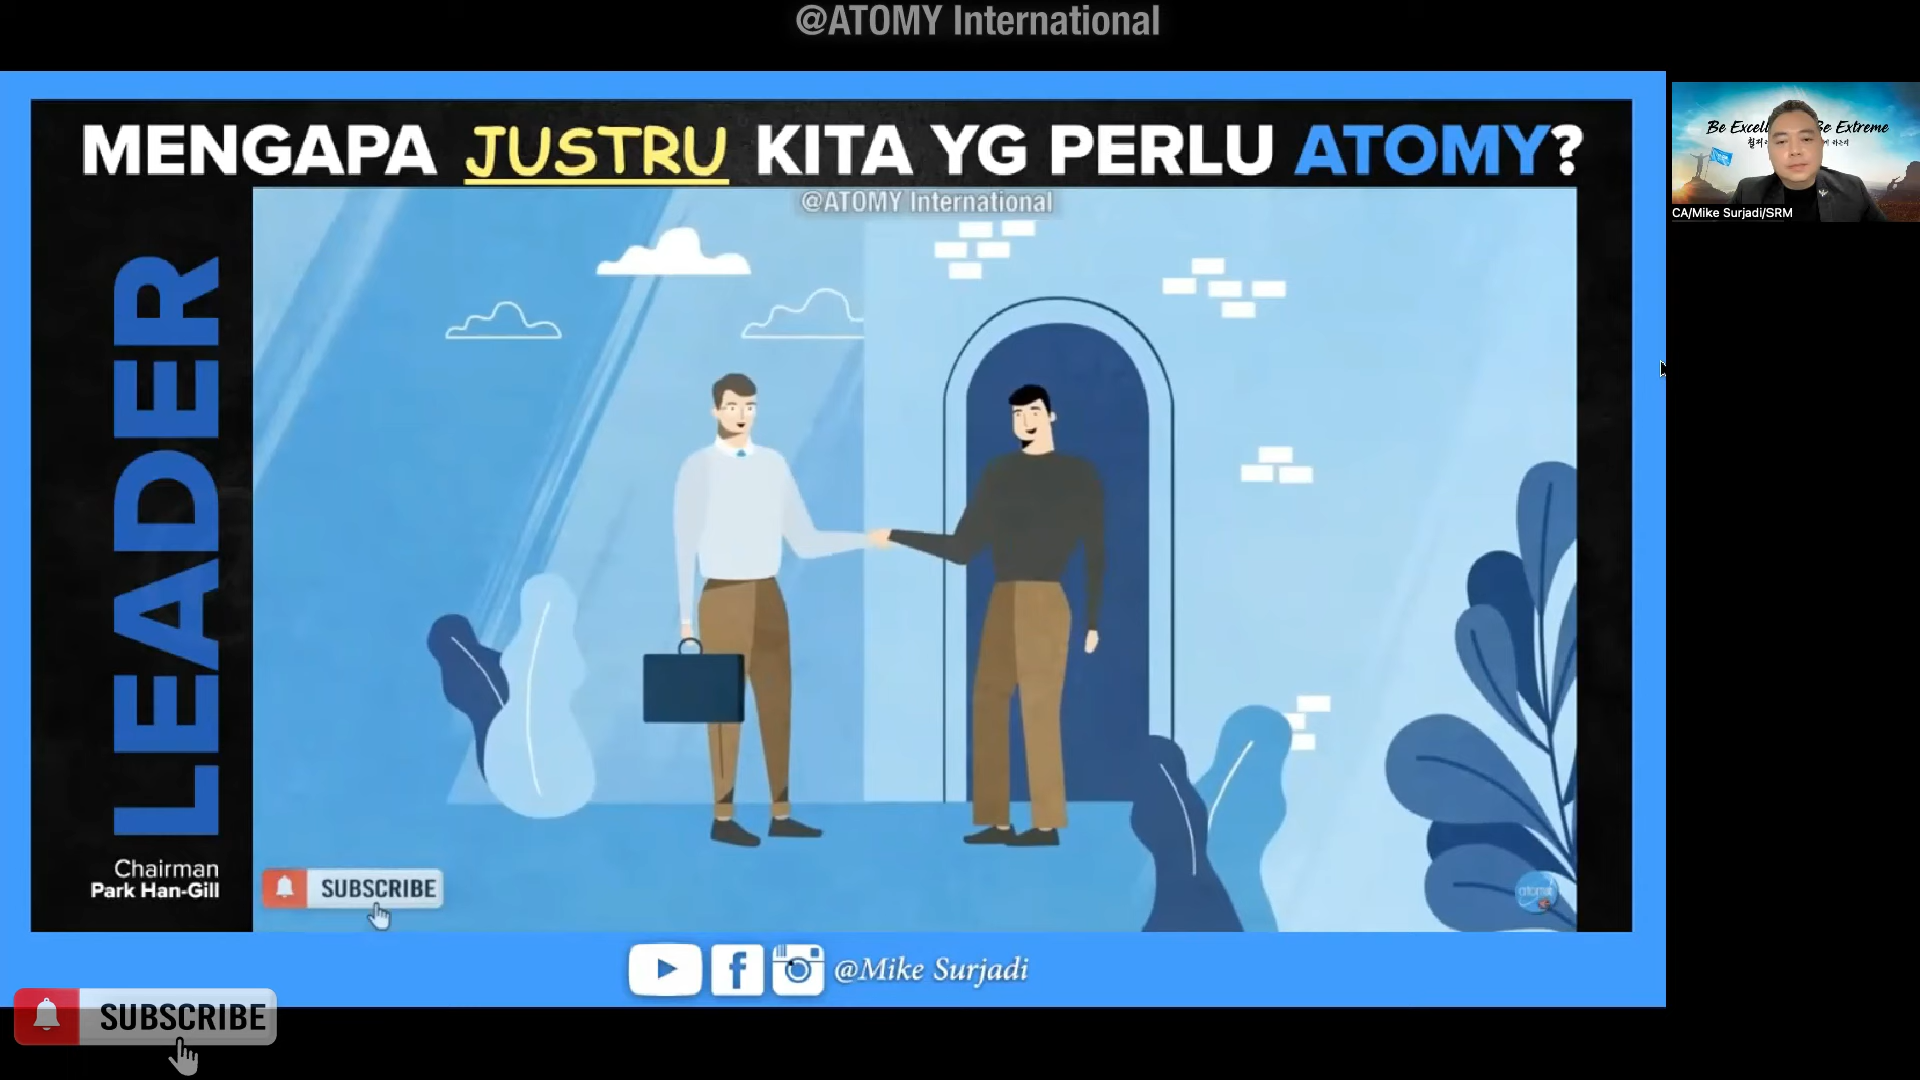 @ATOMY International
MENGAPA JUSTRU KITA YG PERLU ATOMY?
@ATOMY International
Be Excell Be Extreme
CA/Mike Surjadi/SRM
LEADER
Chairman
Park Han-Gill
SUBSCRIBE
atomy
@Mike Surjadi
SUBSCRIBE